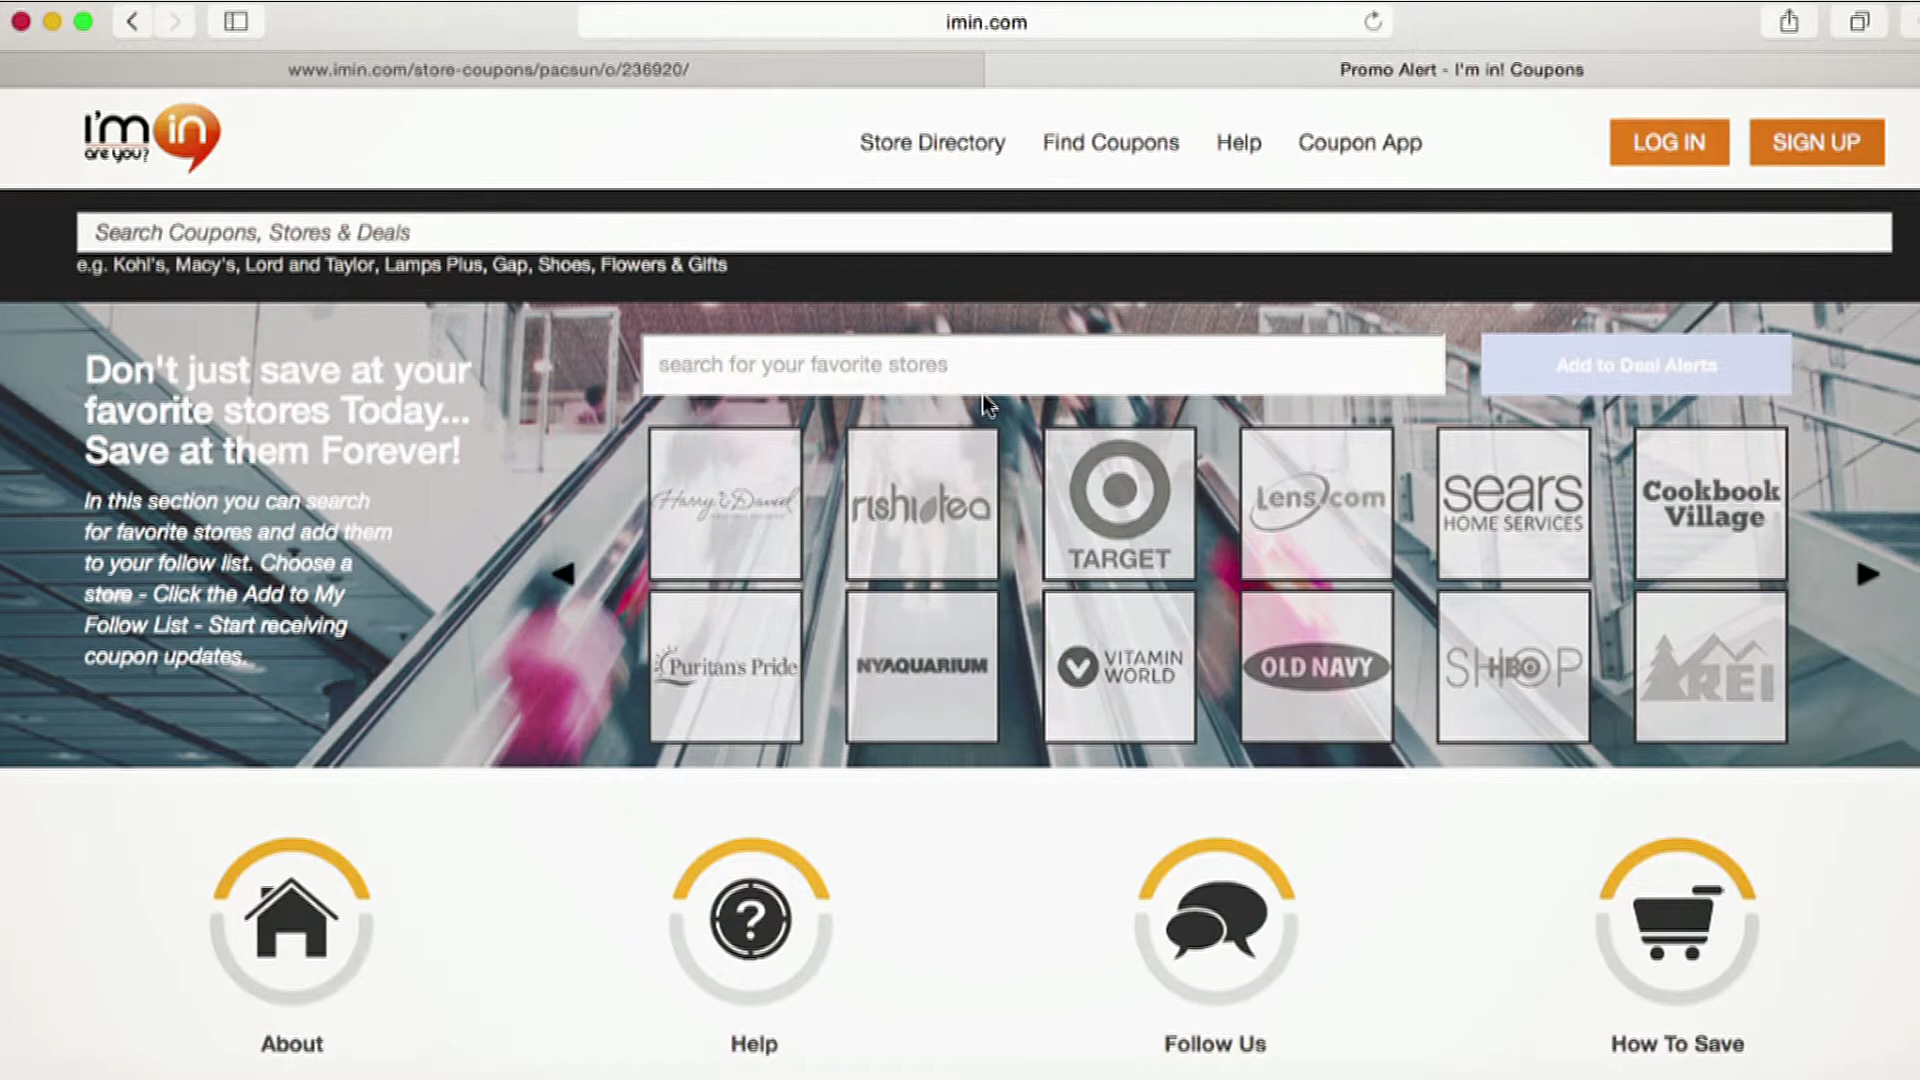 imin.com
www.imin.com/store-coupons/pacsun/o/236920/
Promo Alert - I'm in! Coupons
I'm in
are you?
Store Directory
Find Coupons
Help
Coupon App
LOG IN
SIGN UP
Search Coupons, Stores & Deals
e.g. Kohl's, Macy's, Lord and Taylor, Lamps Plus, Gap, Shoes, Flowers & Gifts
Don't just save at your
favorite stores Today...
Save at them Forever!
In this section you can search
for favorite stores and add them
to your follow list. Choose a
store - Click the Add to My
Follow List - Start receiving
coupon updates.
search for your favorite stores
Add to Deal Alerts
Harry & David
rishi tea
TARGET
Lens.com
sears
HOME SERVICES
Cookbook
Village
Puritan's Pride
NYAQUARIUM
VITAMIN
WORLD
OLD NAVY
SHOP
HBO
REI
About
Help
Follow Us
How To Save